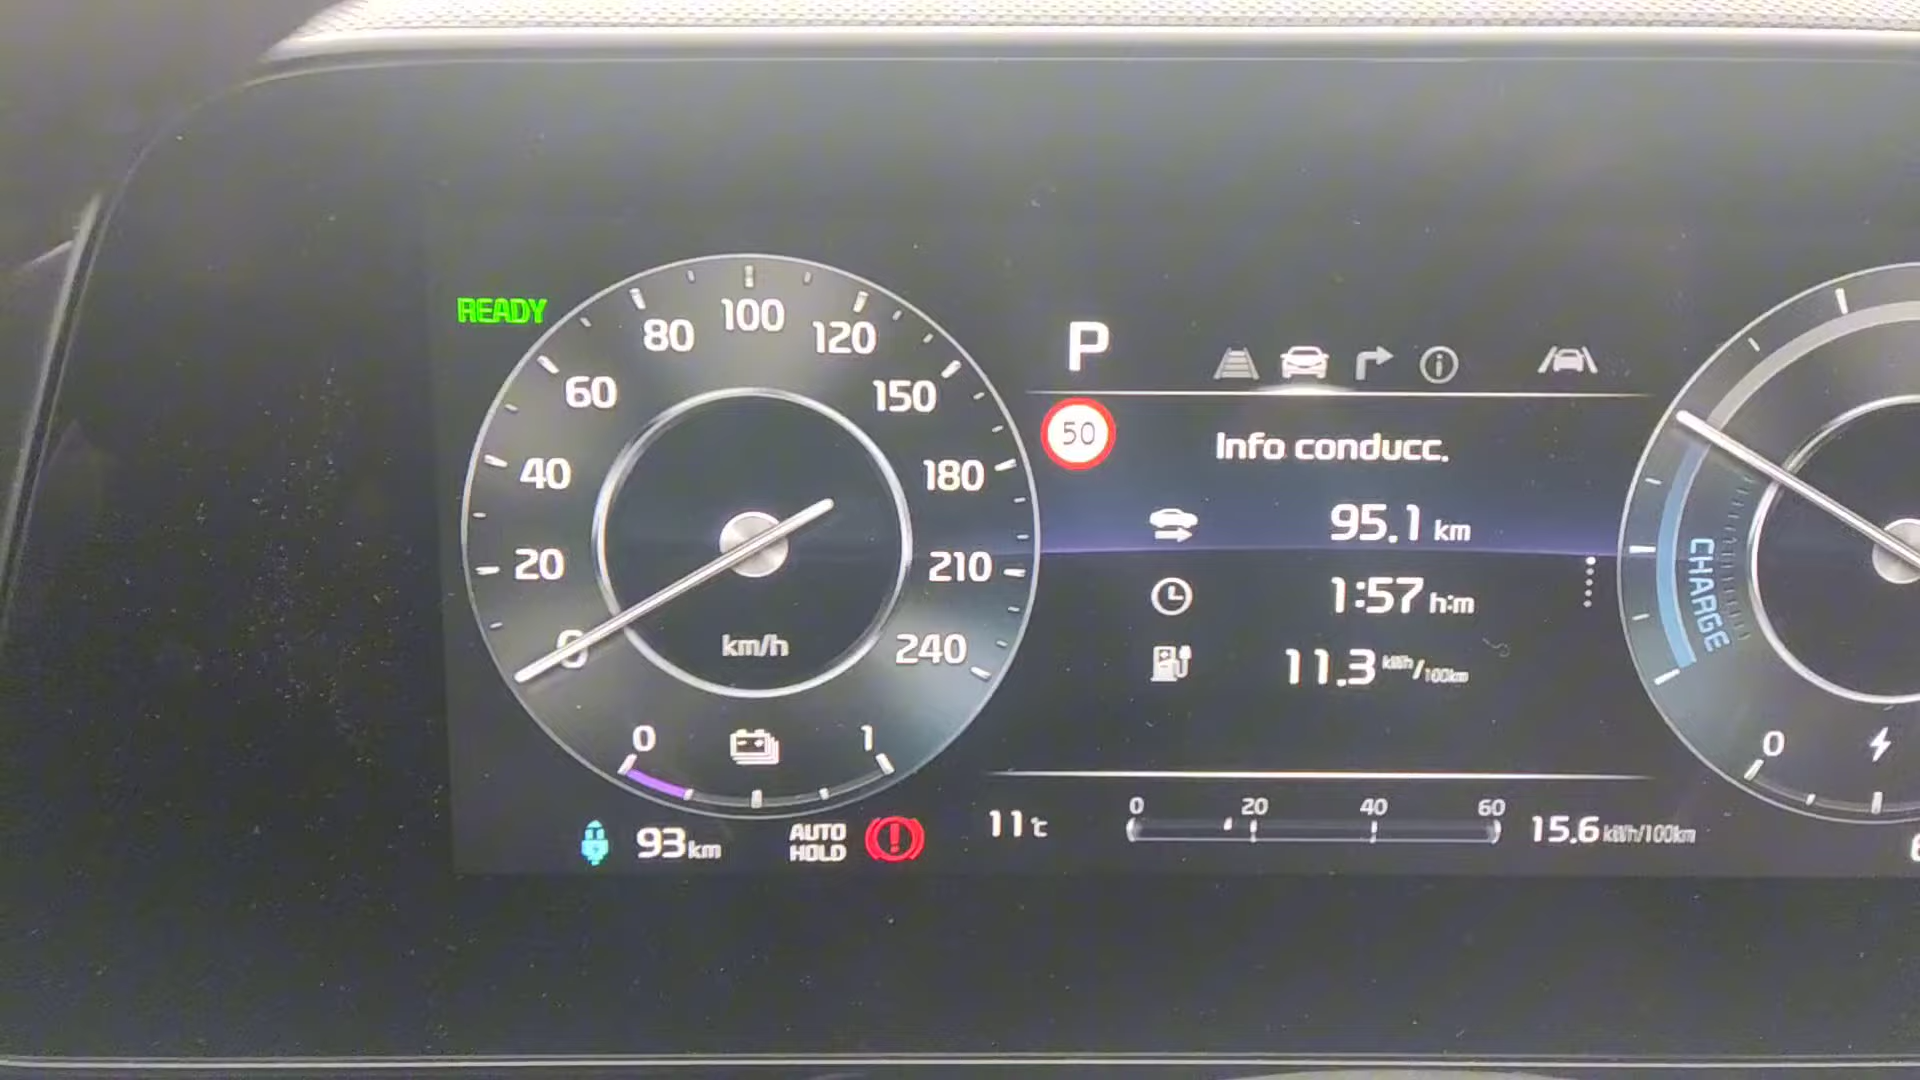 READY
0
20
40
60
80
100
120
150
180
210
240
km/h
0 1
93 km
AUTO HOLD
P
50
Info conducc.
95.1 km
1:57 h:m
11.3 kWh/100km
11 °C
0 20 40 60
15.6 kWh/100km
CHARGE
0